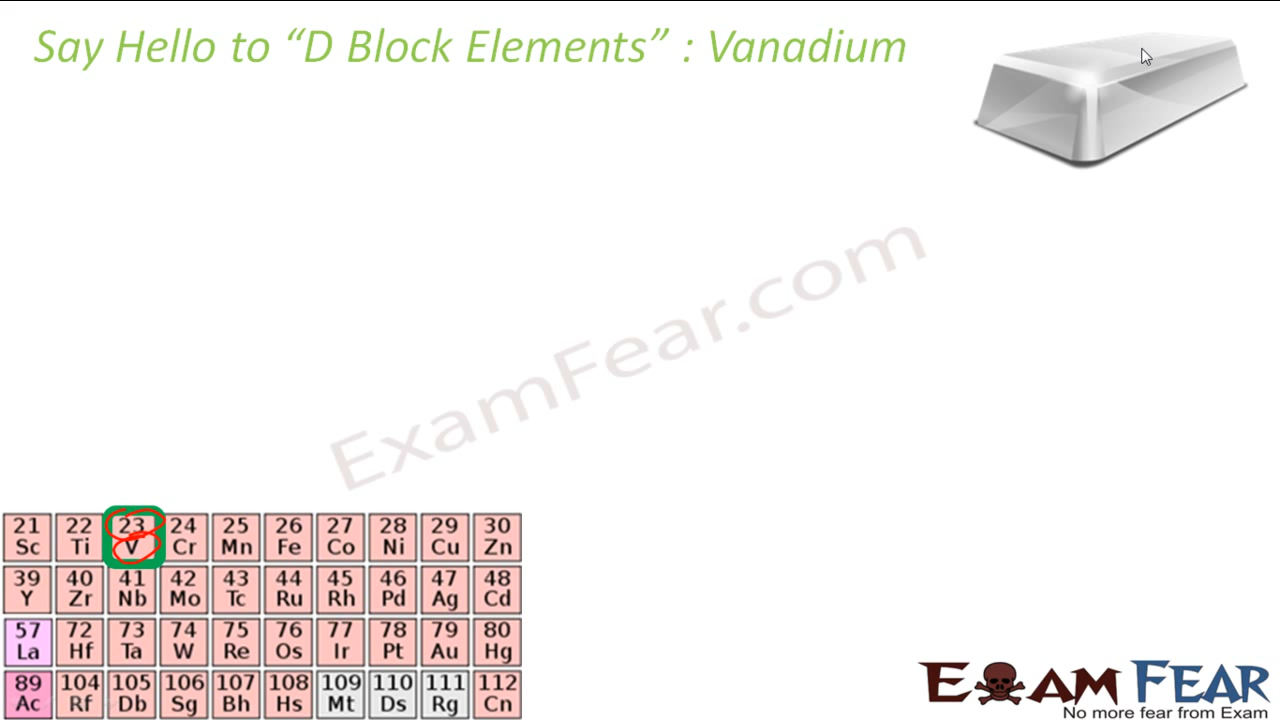 Say Hello to “D Block Elements” : Vanadium
ExamFear.com
21 22 23 24 25 26 27 28 29 30
Sc Ti V Cr Mn Fe Co Ni Cu Zn
39 40 41 42 43 44 45 46 47 48
Y Zr Nb Mo Tc Ru Rh Pd Ag Cd
57 72 73 74 75 76 77 78 79 80
La Hf Ta W Re Os Ir Pt Au Hg
89 104 105 106 107 108 109 110 111 112
Ac Rf Db Sg Bh Hs Mt Ds Rg Cn
EXAM FEAR
No more fear from Exam